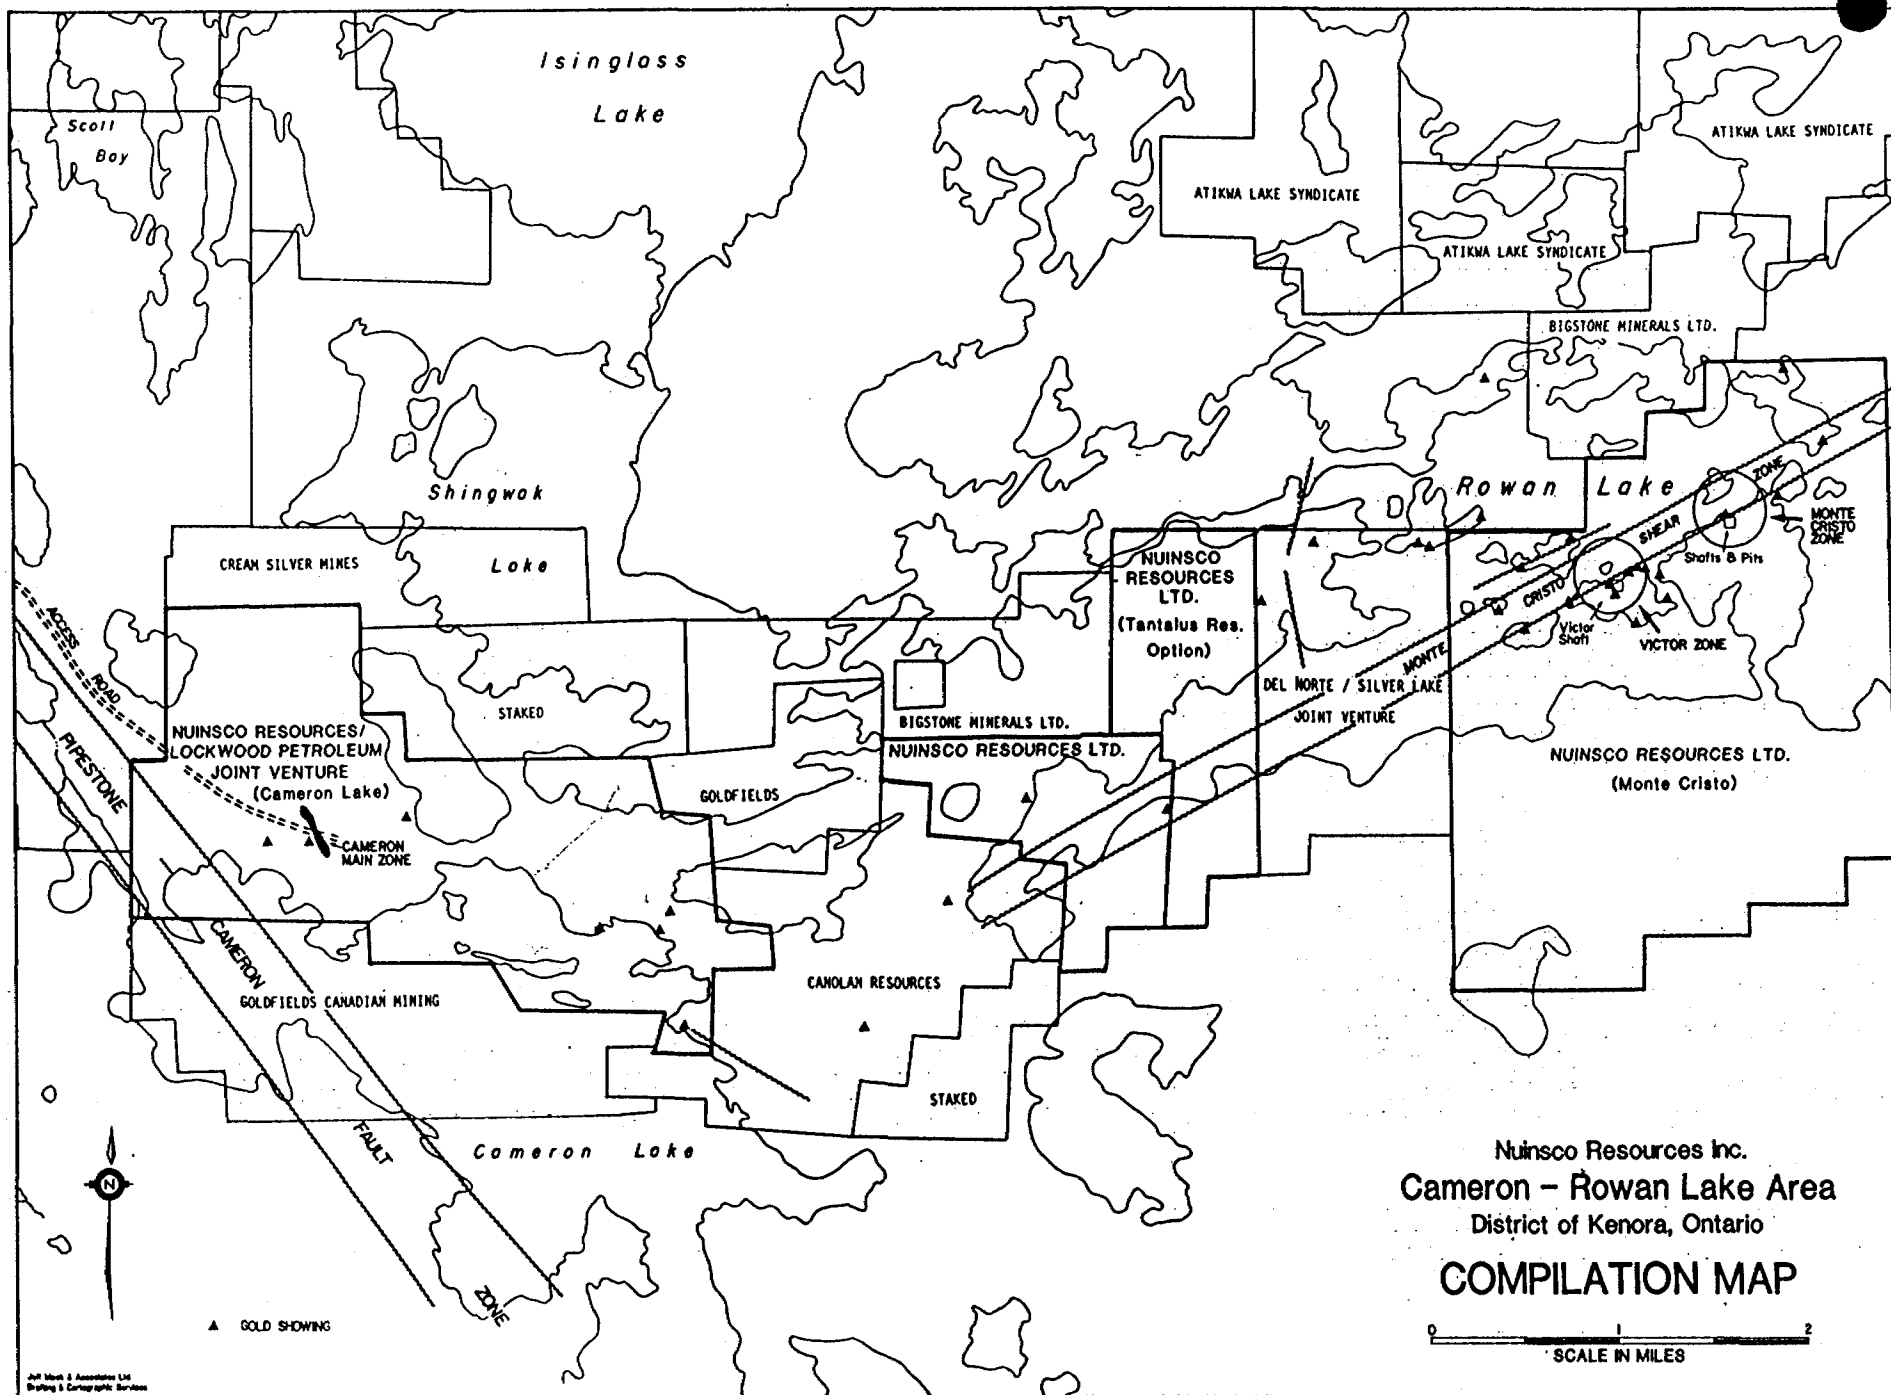 Isinglass
Lake
Scott
Bay
ATIKWA LAKE SYNDICATE
ATIKWA LAKE SYNDICATE
ATIKWA LAKE SYNDICATE
BIGSTONE MINERALS LTD.
Shingwak
Lake
Rowan Lake
CREAM SILVER MINES
MONTE CRISTO SHEAR ZONE
MONTE
CRISTO
ZONE
Shafts & Pits
Victor
Shaft
VICTOR ZONE
NUINSCO
RESOURCES
LTD.
(Tantalus Res.
Option)
DEL NORTE / SILVER LAKE
JOINT VENTURE
ACCESS ROAD
STAKED
BIGSTONE MINERALS LTD.
NUINSCO RESOURCES LTD.
NUINSCO RESOURCES/
LOCKWOOD PETROLEUM
JOINT VENTURE
(Cameron Lake)
CAMERON
MAIN ZONE
GOLDFIELDS
NUINSCO RESOURCES LTD.
(Monte Cristo)
PIPESTONE CAMERON FAULT ZONE
GOLDFIELDS CANADIAN MINING
CANOLAN RESOURCES
STAKED
Cameron Lake
N
GOLD SHOWING
Nuinsco Resources Inc.
Cameron – Rowan Lake Area
District of Kenora, Ontario
COMPILATION MAP
0 1 2
SCALE IN MILES
Drafting & Cartographic Services